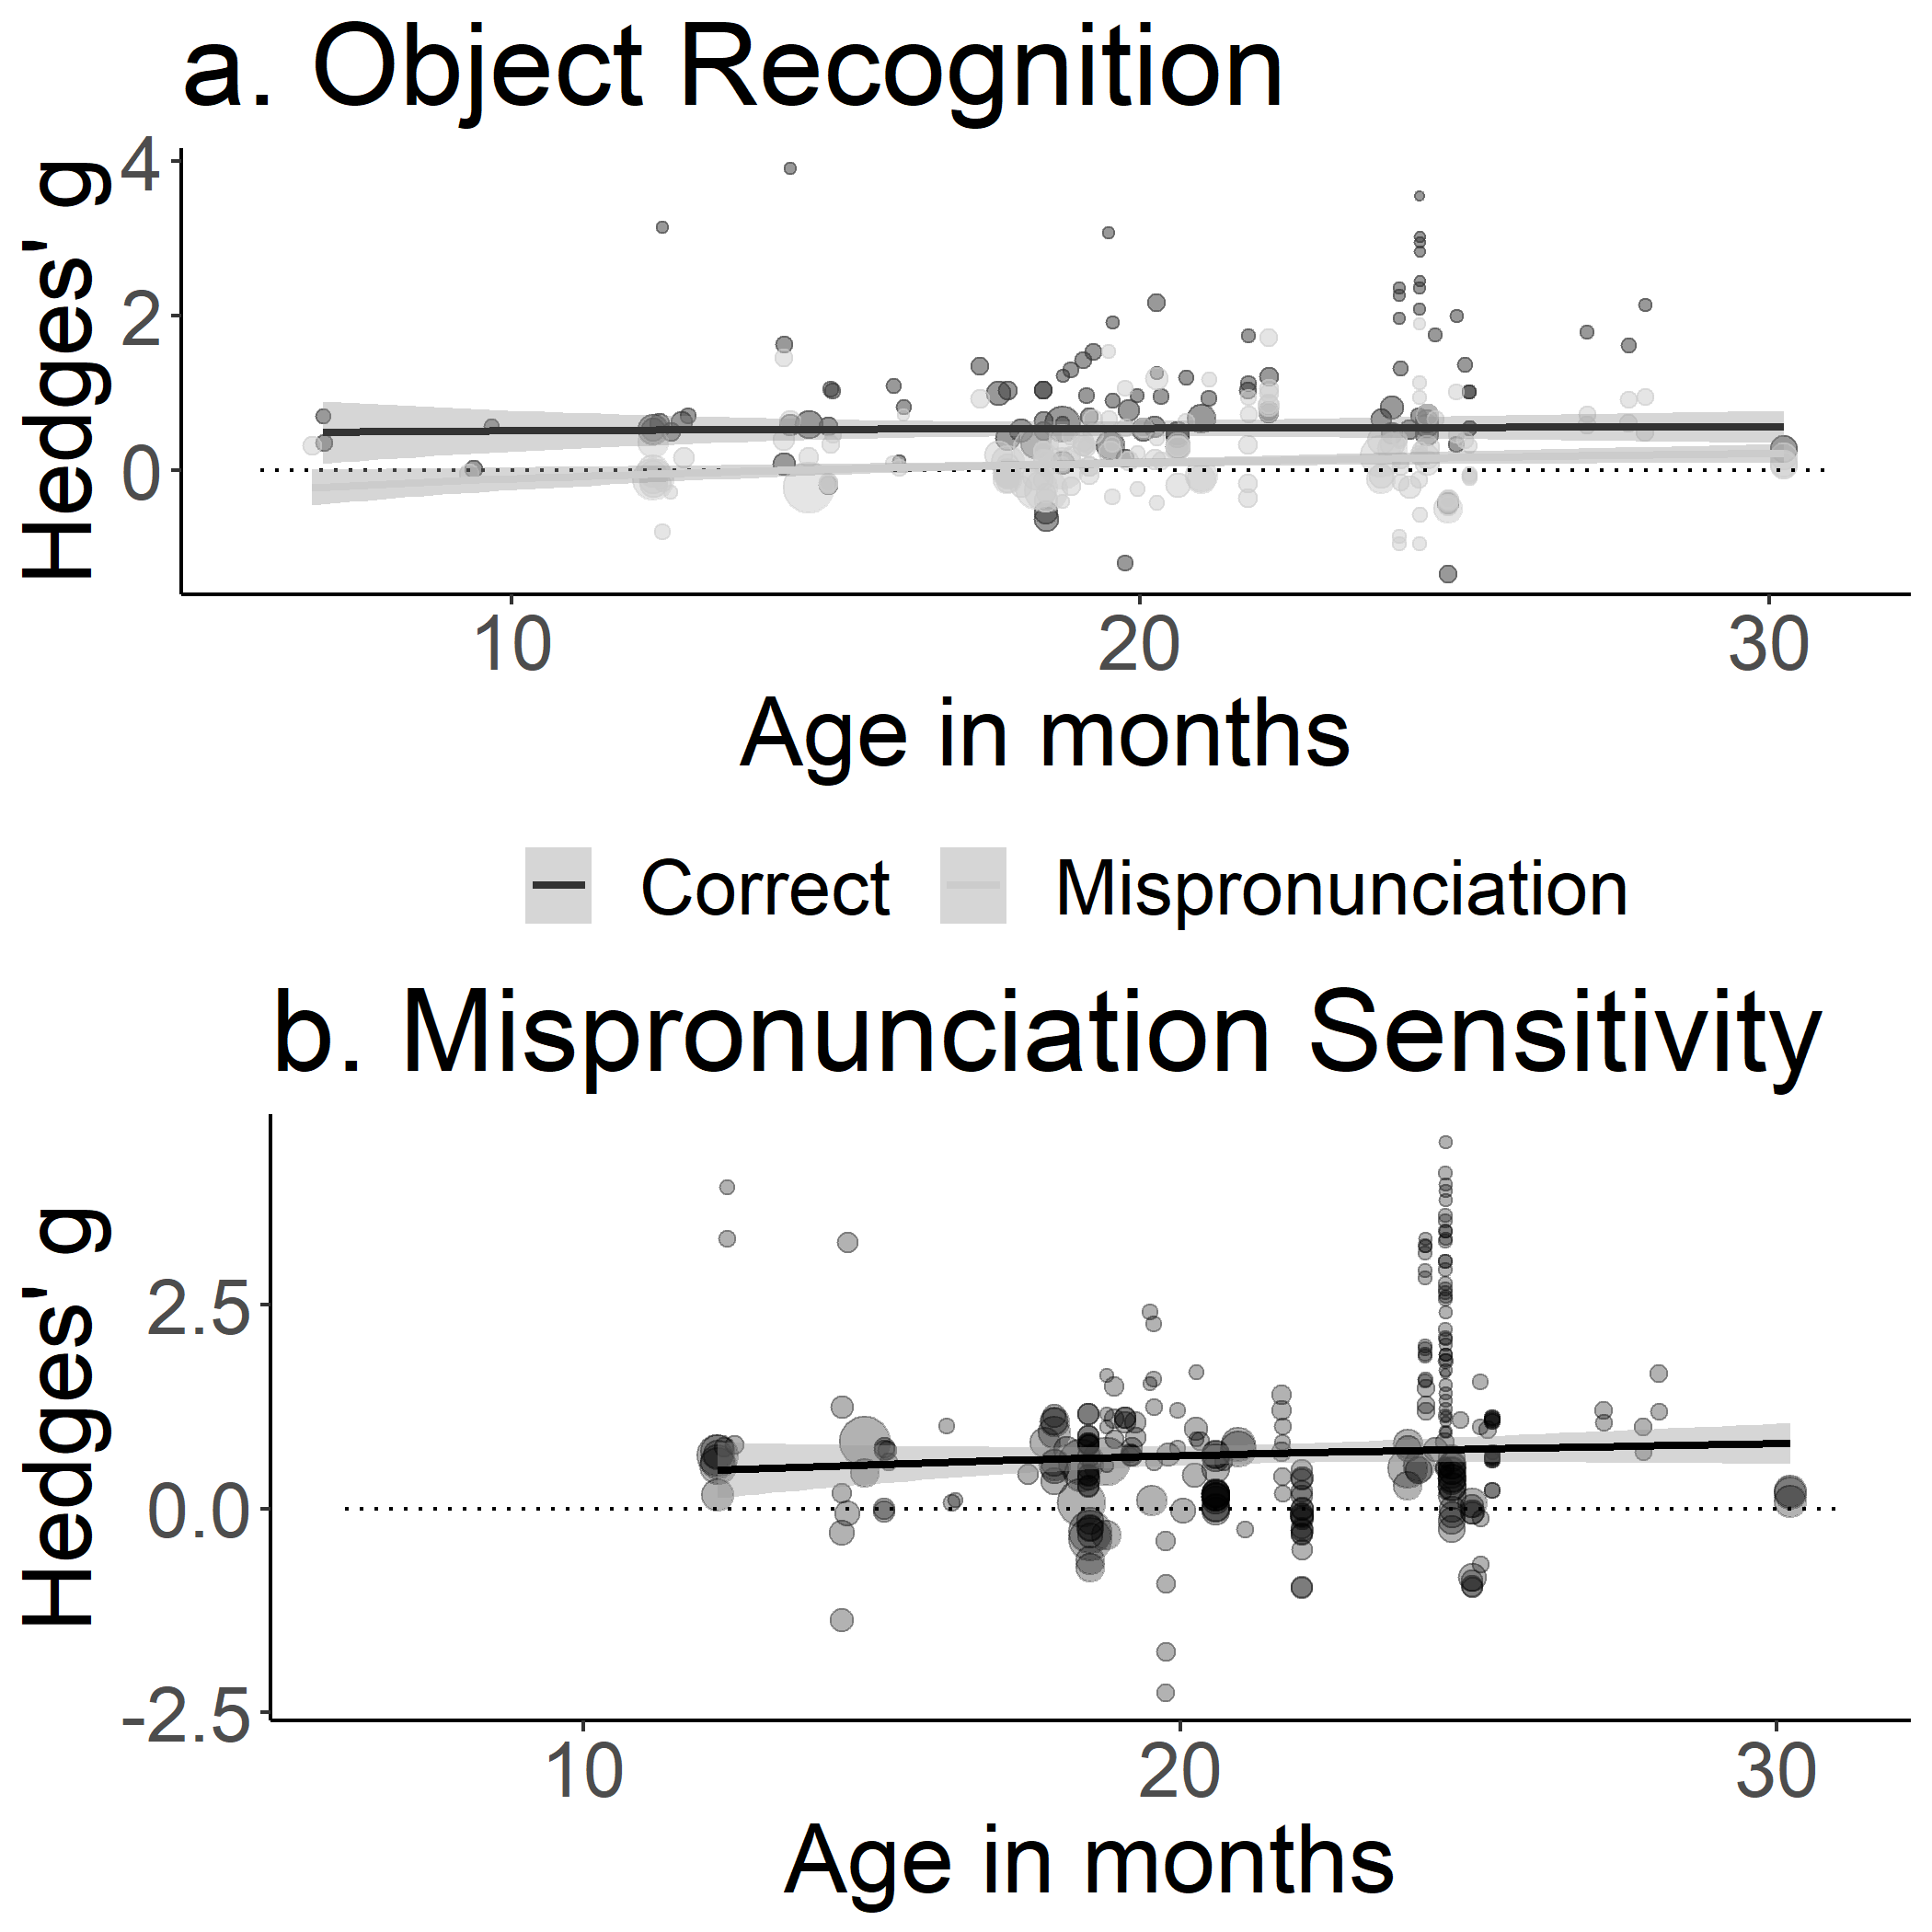 a. Object Recognition
Hedges' g
4
2
0
10 20 30
Age in months
Correct Mispronunciation
b. Mispronunciation Sensitivity
Hedges' g
2.5
0.0
-2.5
10 20 30
Age in months